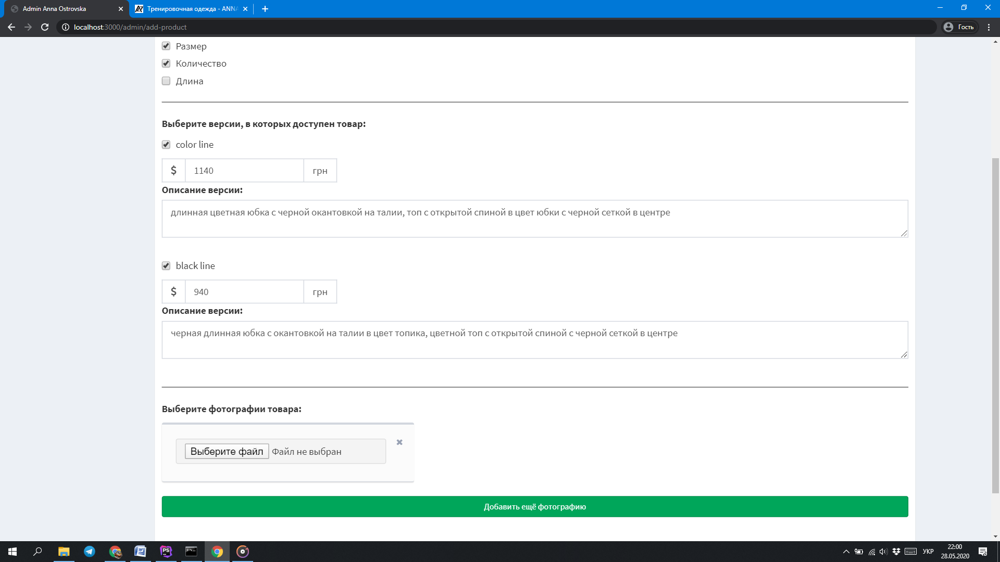 Admin Anna Ostrovska
Тренировочная одежда - ANNA
localhost:3000/admin/add-product
Гость
Размер
Количество
Длина
Выберите версии, в которых доступен товар:
color line
$ 1140 грн
Описание версии:
длинная цветная юбка с черной окантовкой на талии, топ с открытой спиной в цвет юбки с черной сеткой в центре
black line
$ 940 грн
Описание версии:
черная длинная юбка с окантовкой на талии в цвет топика, цветной топ с открытой спиной с черной сеткой в центре
Выберите фотографии товара:
Выберите файл Файл не выбран
Добавить ещё фотографию
УКР
22:00
28.05.2020